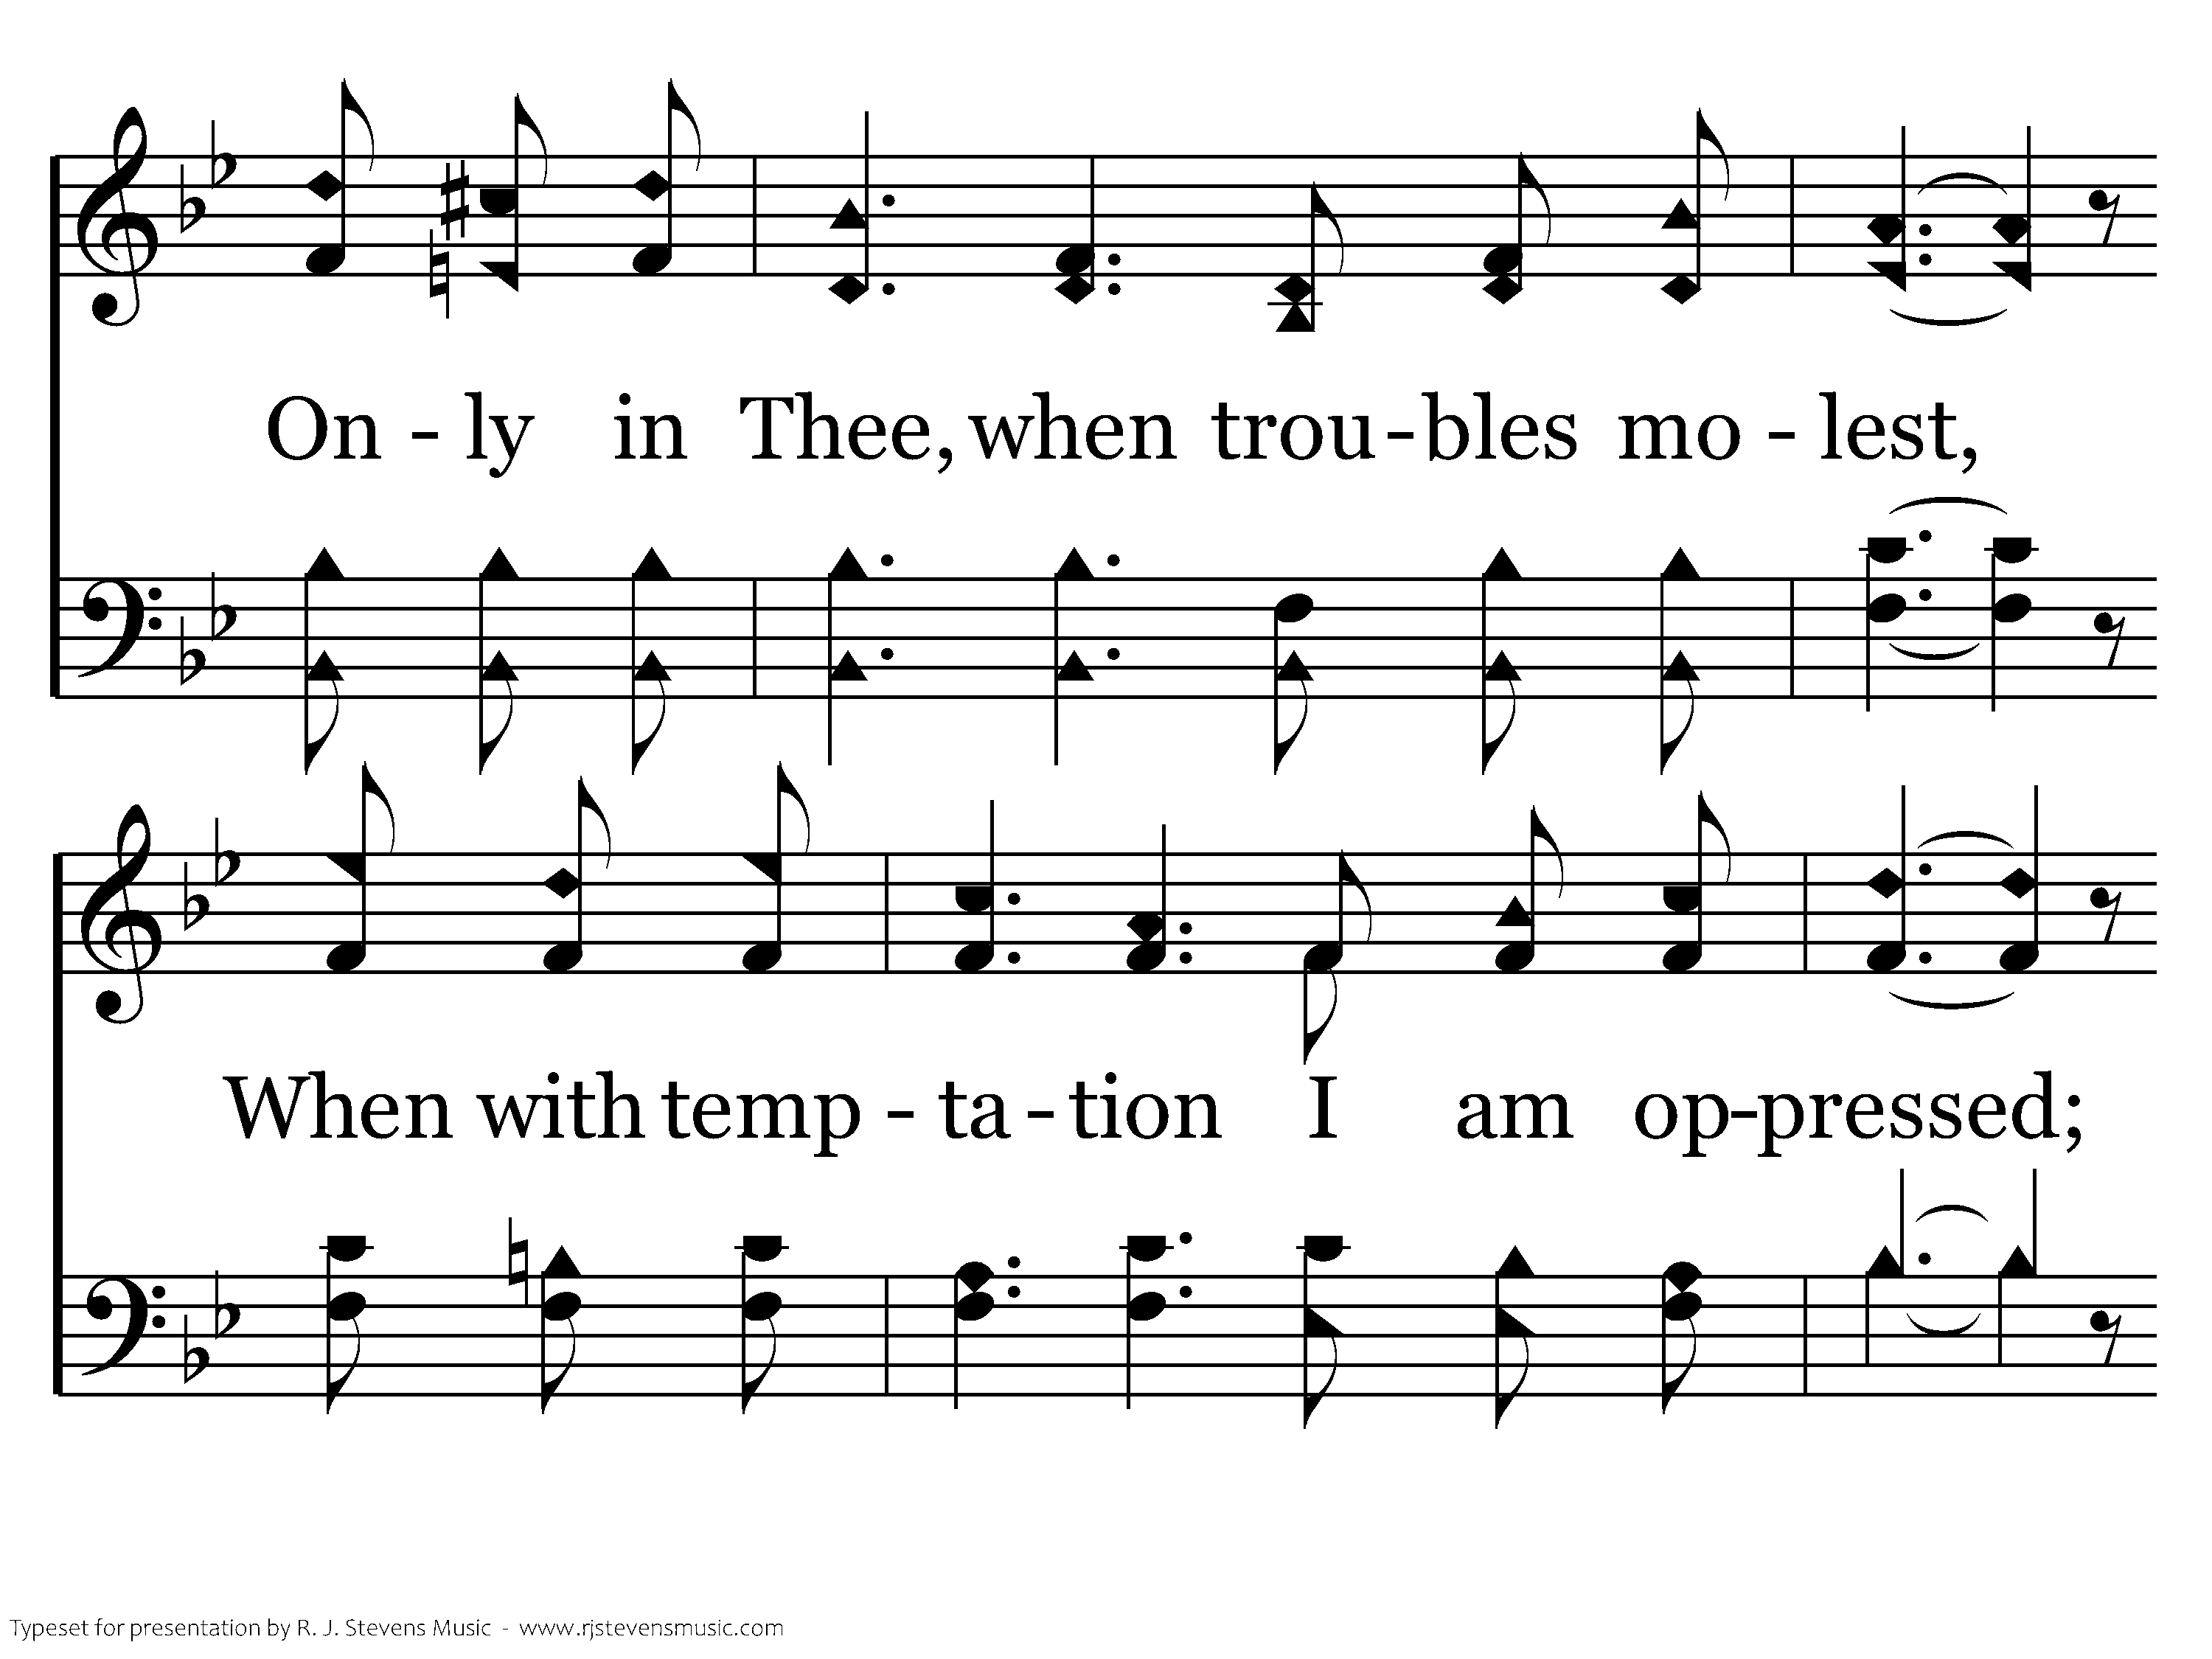 On - ly in Thee, when trou - bles mo - lest,
When with temp - ta - tion I am op-pressed;
Typeset for presentation by R. J. Stevens Music - www.rjstevensmusic.com